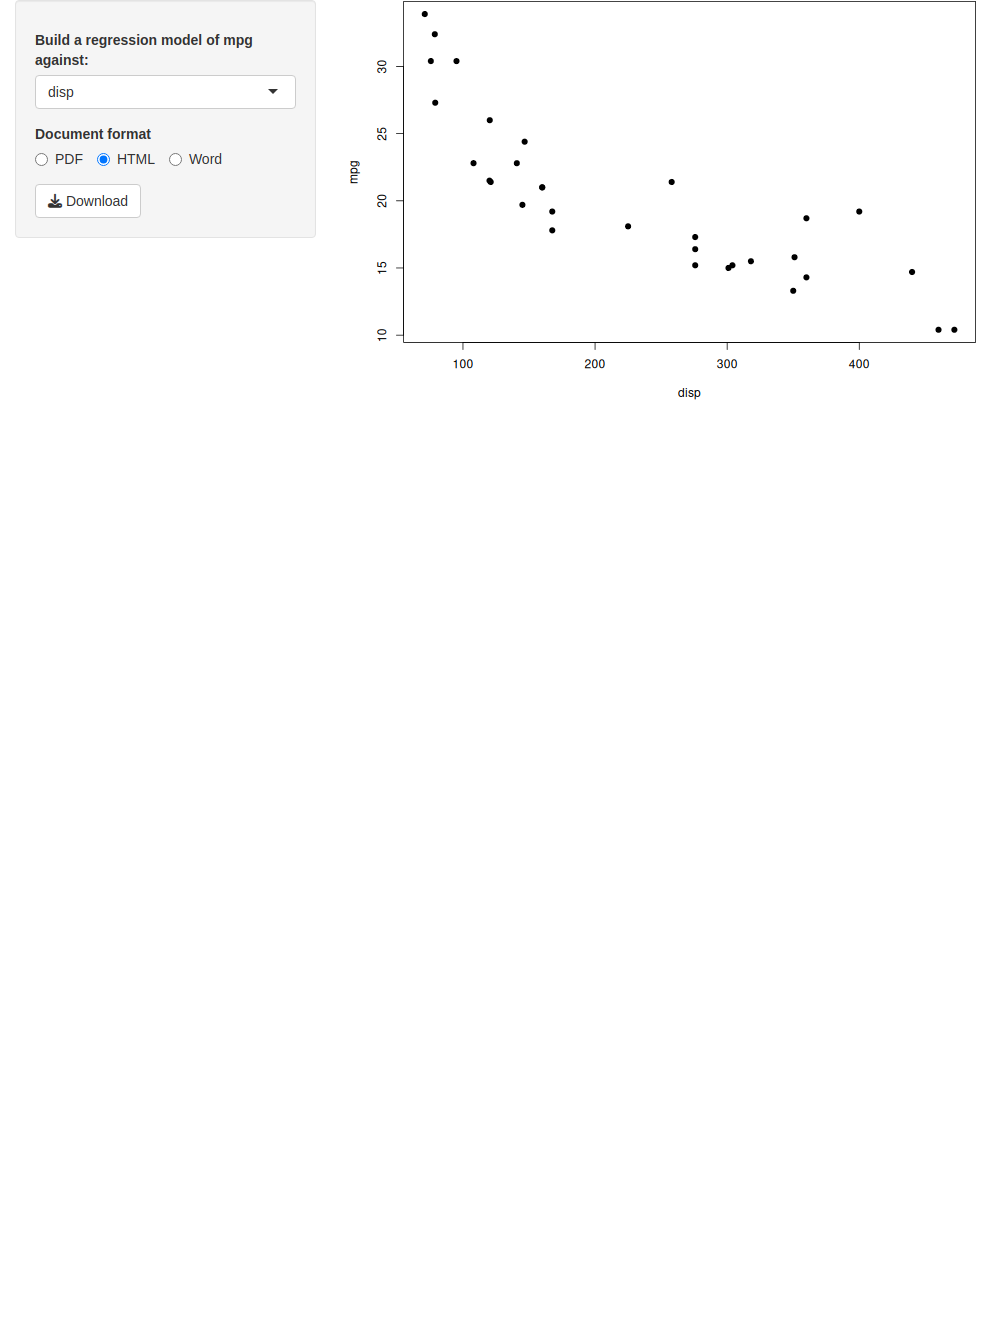 Build a regression model of mpg
against:
disp
Document format
PDF HTML Word
Download
mpg
30
25
20
15
10
100 200 300 400
disp